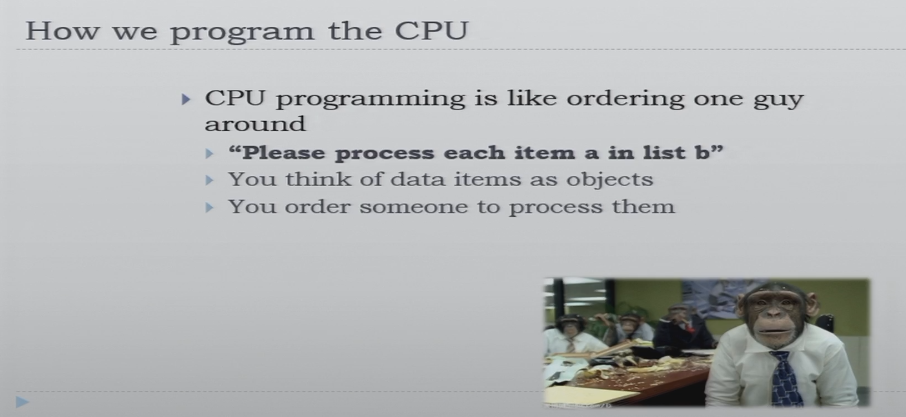 How we program the CPU
CPU programming is like ordering one guy
around
“Please process each item a in list b”
You think of data items as objects
You order someone to process them